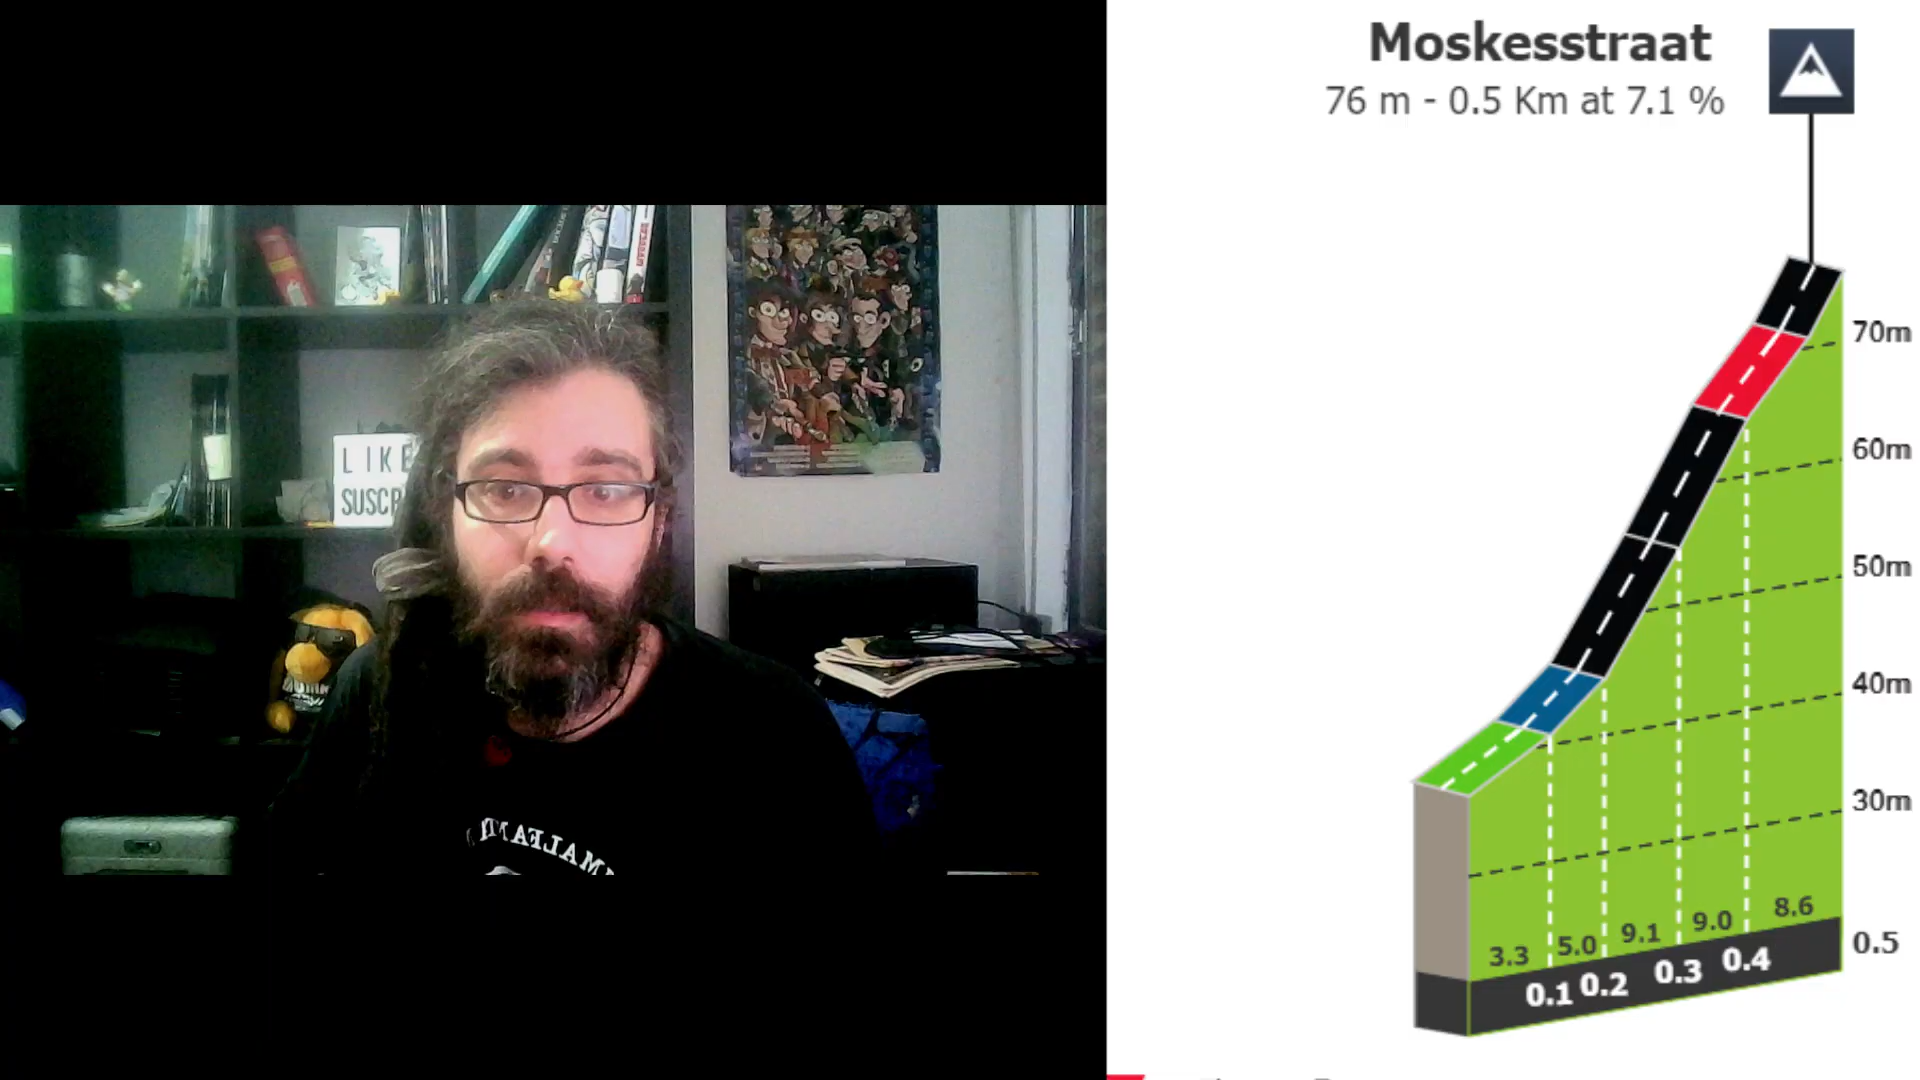 Moskesstraat
76 m - 0.5 Km at 7.1 %
70m
60m
50m
40m
30m
3.3 5.0 9.1 9.0 8.6
0.1 0.2 0.3 0.4 0.5
LIKE